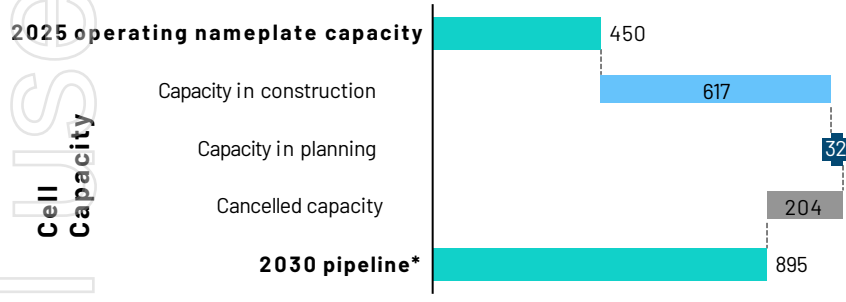 2025 operating nameplate capacity
450
Capacity in construction
617
Capacity in planning
32
Cancelled capacity
204
2030 pipeline*
895
Cell
Capacity
use